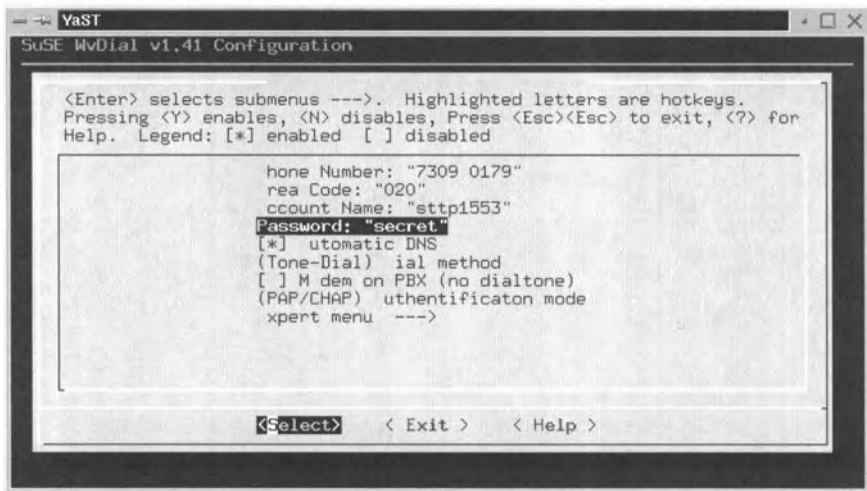 YaST
SuSE WvDial v1.41 Configuration
<Enter> selects submenus --->. Highlighted letters are hotkeys.
Pressing <Y> enables, <N> disables, Press <Esc><Esc> to exit, <?> for
Help. Legend: [*] enabled [ ] disabled
hone Number: "7309 0179"
rea Code: "020"
ccount Name: "sttp1553"
Password: "secret"
[*] utomatic DNS
(Tone-Dial) ial method
[ ] M dem on PBX (no dialtone)
(PAP/CHAP) uthentificaton mode
xpert menu --->
<Select> < Exit > < Help >